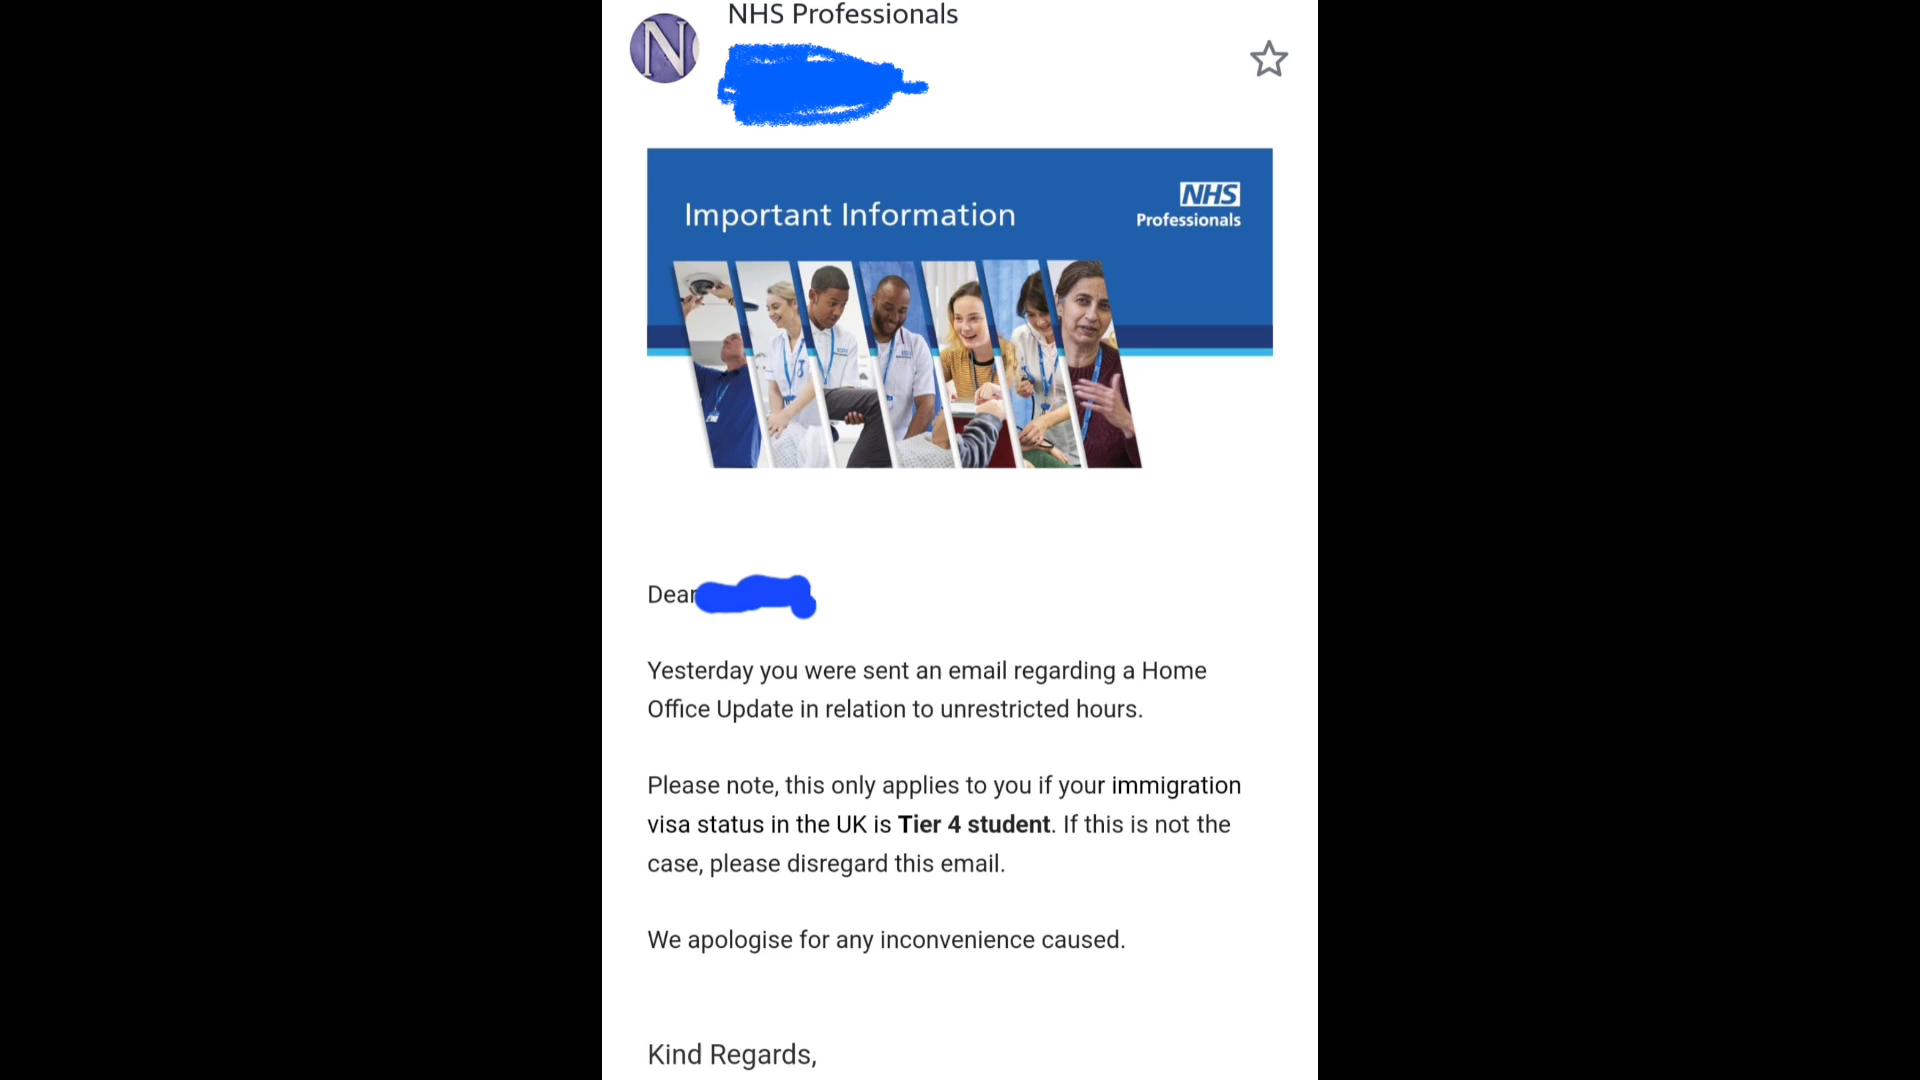 NHS Professionals
N
Important Information
NHS
Professionals
Dear
Yesterday you were sent an email regarding a Home
Office Update in relation to unrestricted hours.
Please note, this only applies to you if your immigration
visa status in the UK is Tier 4 student. If this is not the
case, please disregard this email.
We apologise for any inconvenience caused.
Kind Regards,